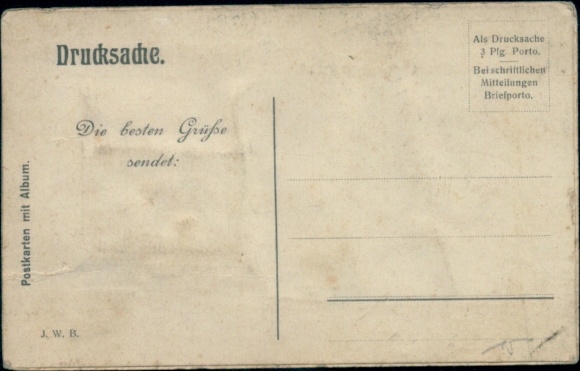 Drucksache.
Als Drucksache
3 Pfg. Porto.
Bei schriftlichen
Mitteilungen
Briefporto.
Die besten Grüße
sendet:
Postkarten mit Album.
J. W. B.